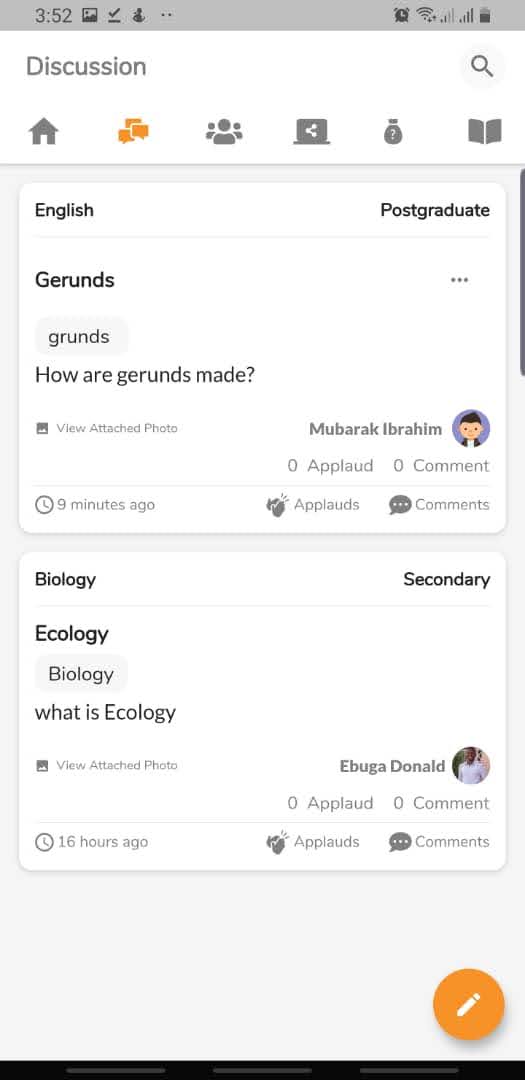 3:52
Discussion
English Postgraduate
Gerunds
grunds
How are gerunds made?
View Attached Photo Mubarak Ibrahim
0 Applaud 0 Comment
9 minutes ago Applauds Comments
Biology Secondary
Ecology
Biology
what is Ecology
View Attached Photo Ebuga Donald
0 Applaud 0 Comment
16 hours ago Applauds Comments